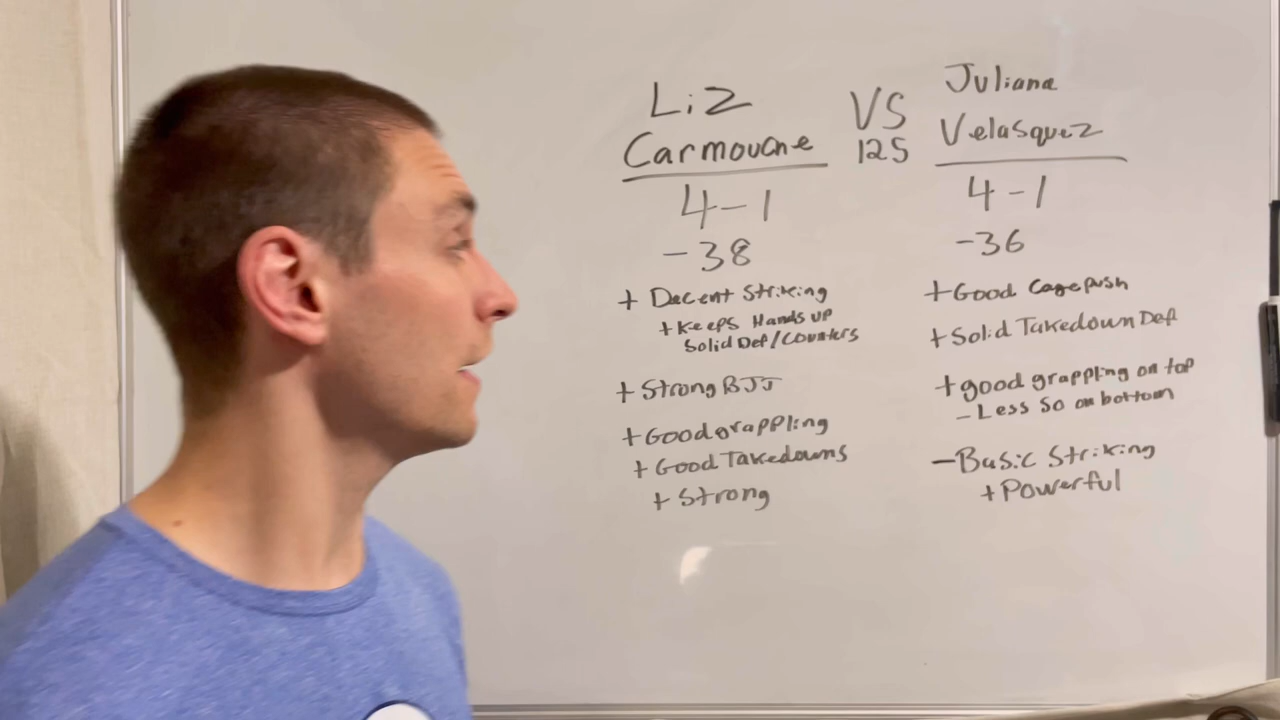 Liz
Carmouche
4-1
-38
+ Decent Striking
+ Keeps Hands up
Solid Def/Counters
+ Strong BJJ
+ Good grappling
+ Good Takedowns
+ Strong
VS
125
Juliana
Velasquez
4-1
-36
+ Good Cage push
+ Solid Takedown Def
+ good grappling on top
- Less so on bottom
- Basic Striking
+ Powerful